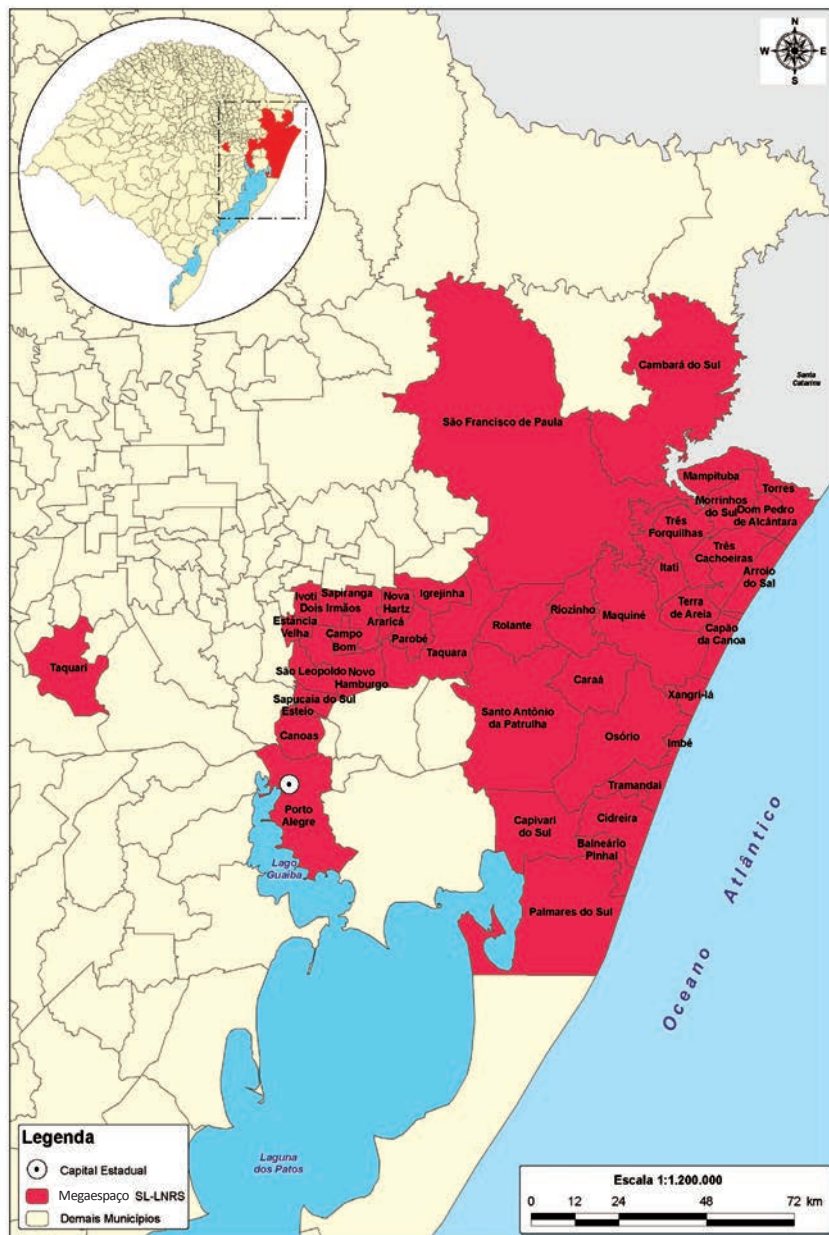 N
W
E
S
Santa
Catarina
Cambará do Sul
São Francisco de Paula
Mampituba
Torres
Morrinhos
do Sul
Dom Pedro
de Alcântara
Três
Forquilhas
Três
Cachoeiras
Itati
Arroio
do Sal
Terra
de Areia
Capão
da Canoa
Ivoti
Sapiranga
Dois Irmãos
Nova
Hartz
Igrejinha
Araricá
Estância
Velha
Campo
Bom
Parobé
Taquara
Rolante
Riozinho
Maquiné
Taquari
São Leopoldo
Novo
Hamburgo
Sapucaia do Sul
Esteio
Canoas
Caraá
Santo Antônio
da Patrulha
Xangri-lá
Osório
Imbé
Tramandaí
Porto
Alegre
Capivari
do Sul
Cidreira
Balneário
Pinhal
Lago
Guaíba
Palmares do Sul
Oceano Atlântico
Laguna
dos Patos
Legenda
Capital Estadual
Megaespaço SL-LNRS
Demais Municípios
Escala 1:1.200.000
0 12 24 48 72 km